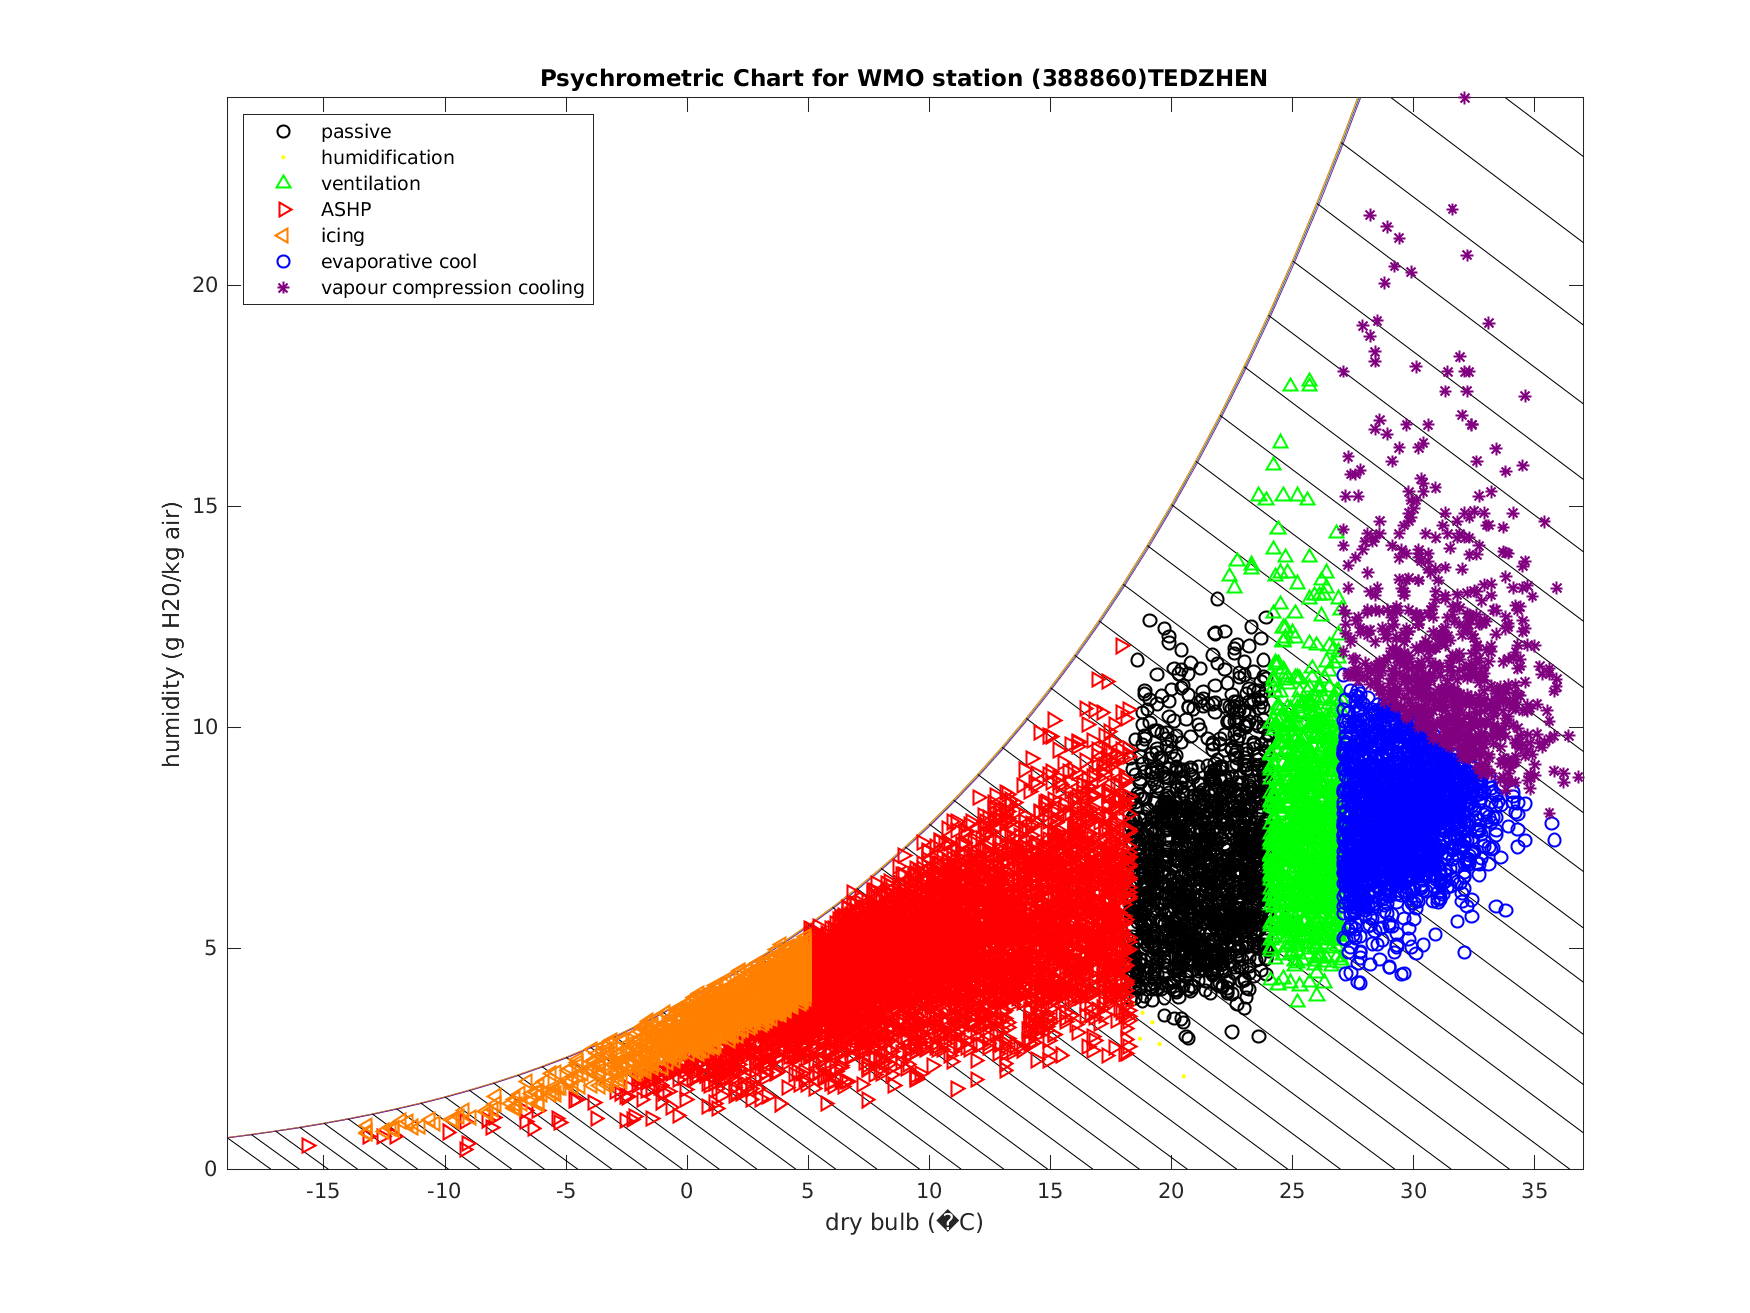 Psychrometric Chart for WMO station (388860)TEDZHEN
passive
humidification
ventilation
ASHP
icing
evaporative cool
vapour compression cooling
humidity (g H20/kg air)
20
15
10
5
0
-15 -10 -5 0 5 10 15 20 25 30 35
dry bulb (�C)